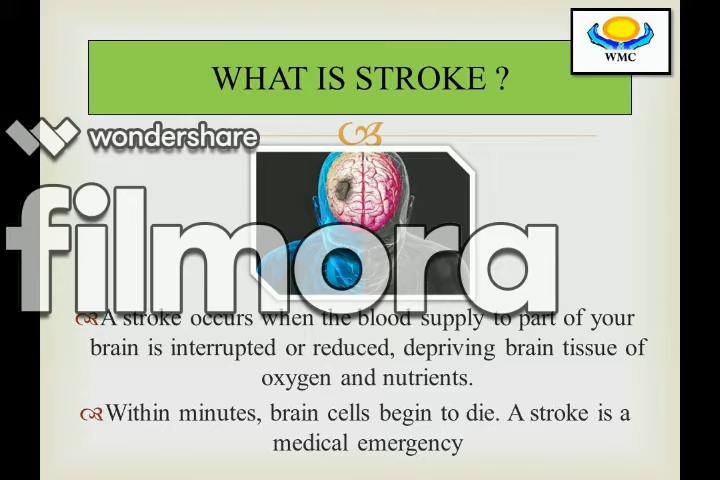 WMC
WHAT IS STROKE ?
wondershare
filmora
A stroke occurs when the blood supply to part of your
brain is interrupted or reduced, depriving brain tissue of
oxygen and nutrients.
Within minutes, brain cells begin to die. A stroke is a
medical emergency